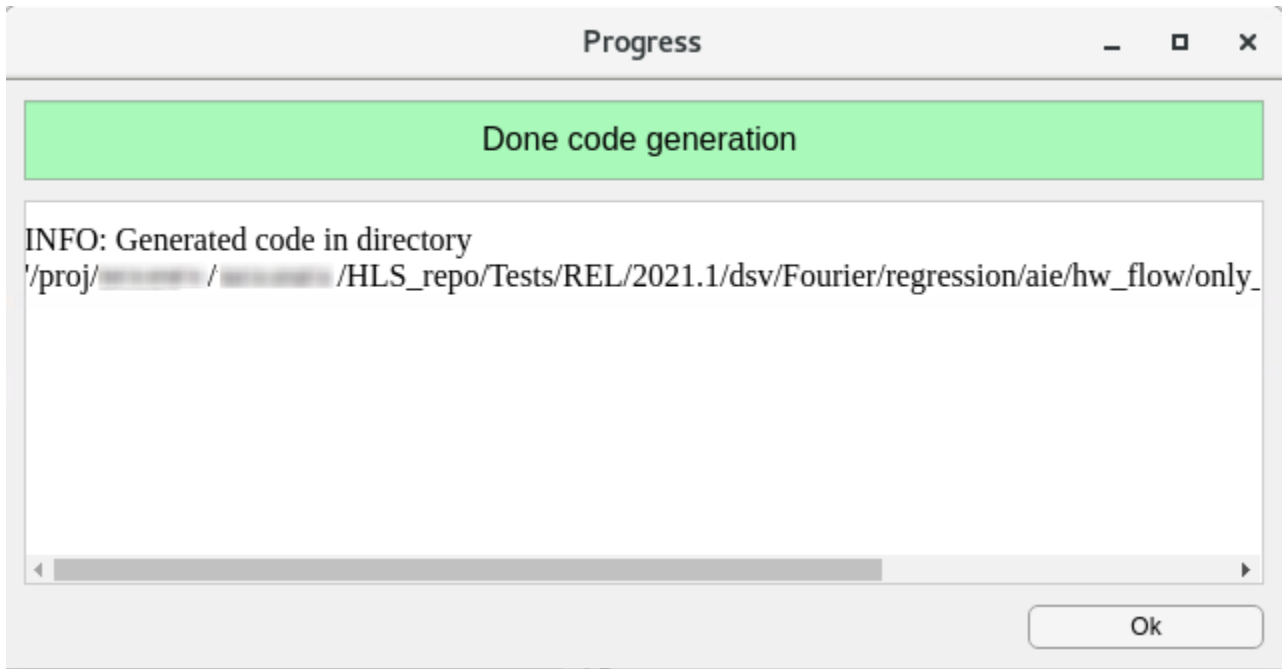 Progress
Done code generation
INFO: Generated code in directory
'/proj/ / /HLS_repo/Tests/REL/2021.1/dsv/Fourier/regression/aie/hw_flow/only_
Ok